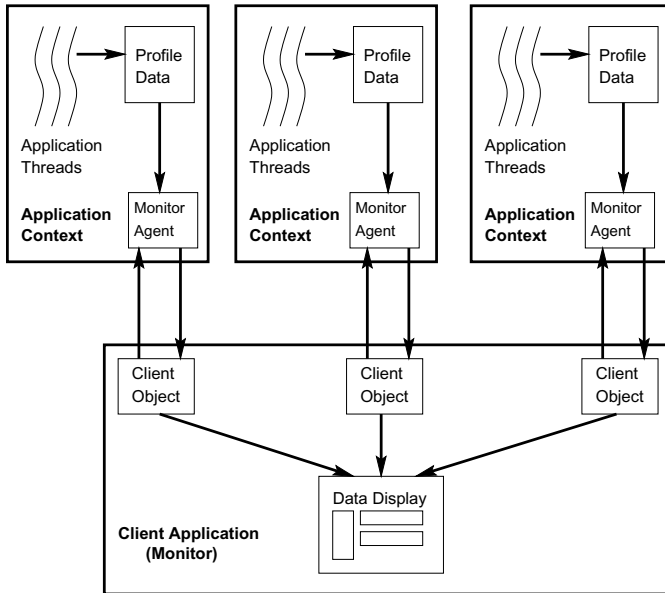 Profile
Data
Application
Threads
Application
Context
Monitor
Agent
Profile
Data
Application
Threads
Application
Context
Monitor
Agent
Profile
Data
Application
Threads
Application
Context
Monitor
Agent
Client
Object
Client
Object
Client
Object
Data Display
Client Application
(Monitor)